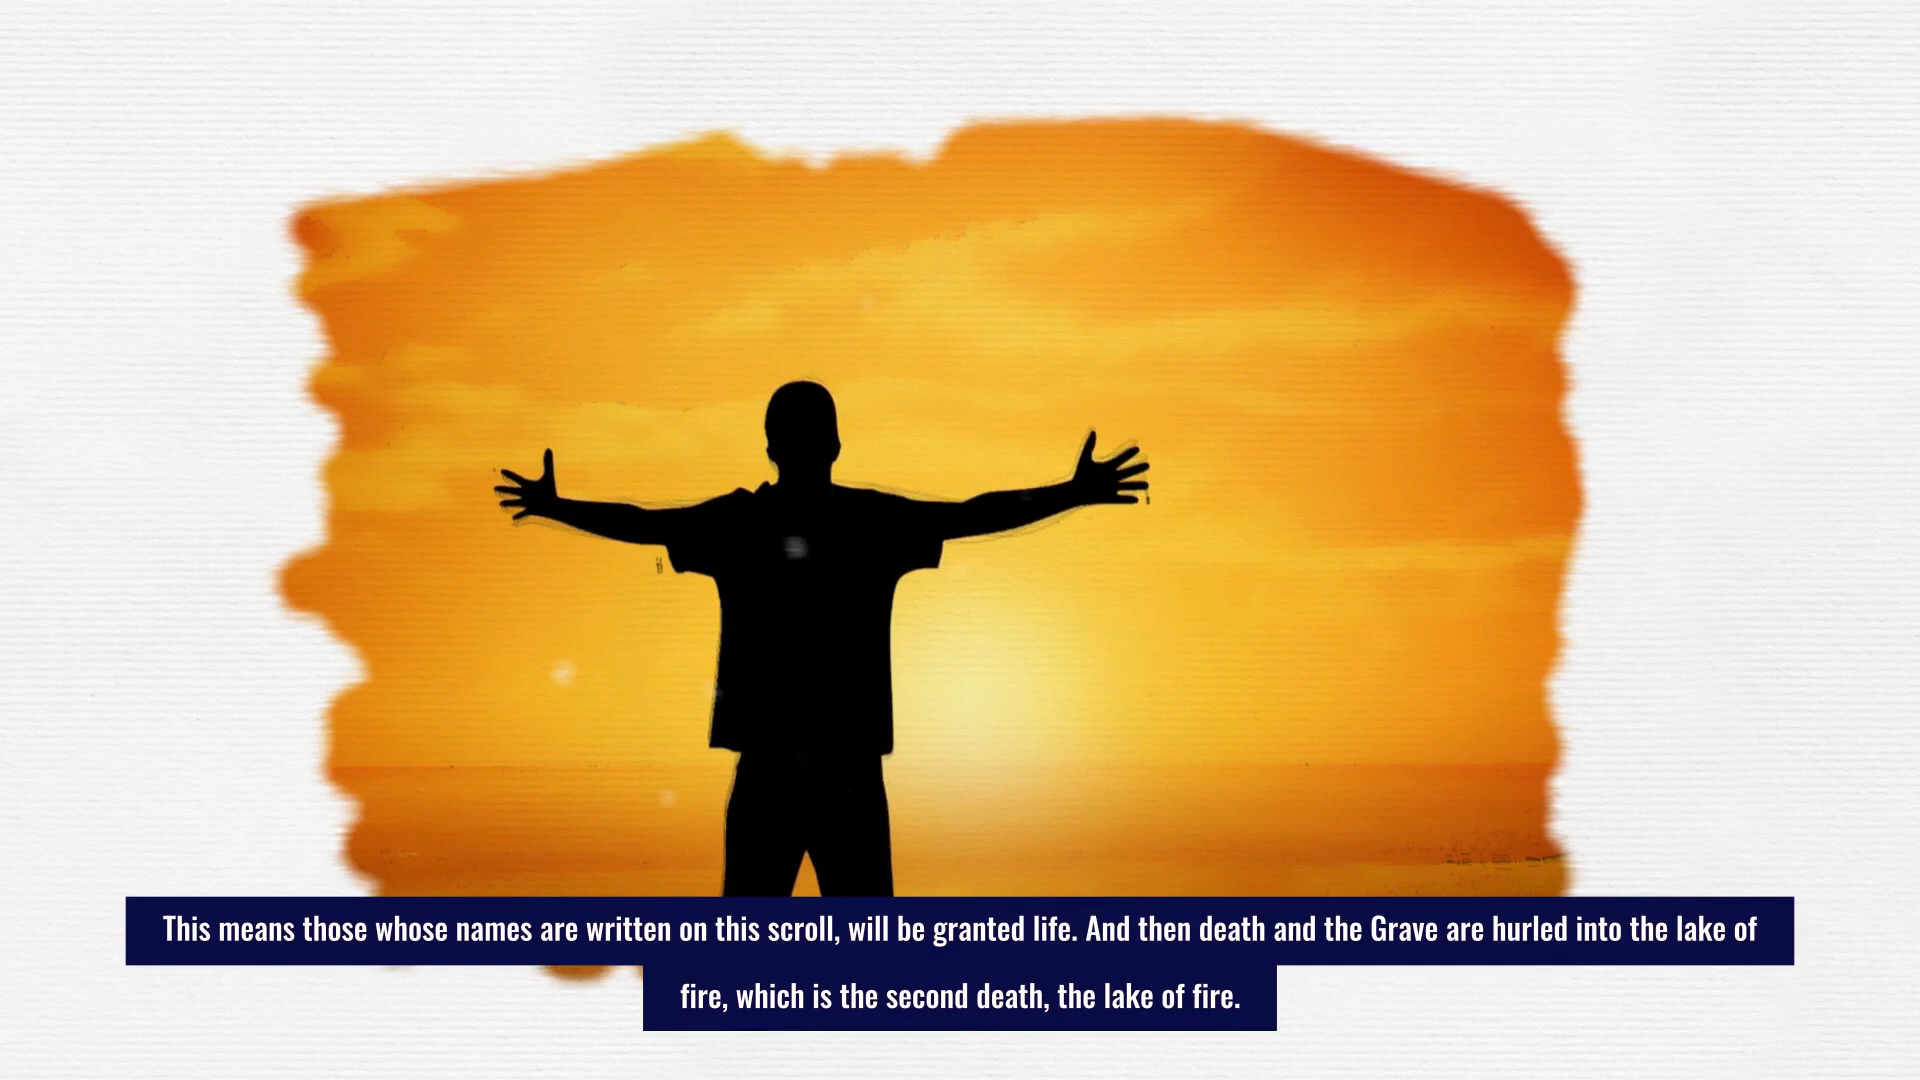 This means those whose names are written on this scroll, will be granted life. And then death and the Grave are hurled into the lake of
fire, which is the second death, the lake of fire.